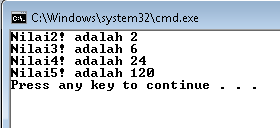 C:\Windows\system32\cmd.exe
Nilai2! adalah 2
Nilai3! adalah 6
Nilai4! adalah 24
Nilai5! adalah 120
Press any key to continue . . .